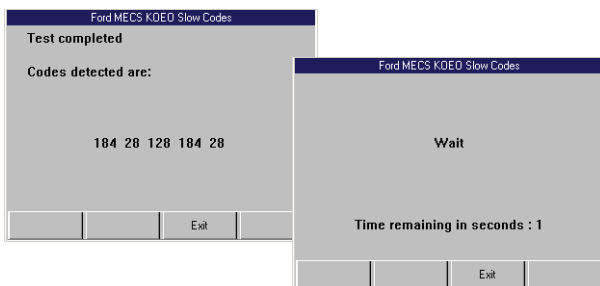 Ford MECS KOEO Slow Codes
Test completed
Codes detected are:
184 28 128 184 28
Exit
Ford MECS KOEO Slow Codes
Wait
Time remaining in seconds : 1
Exit